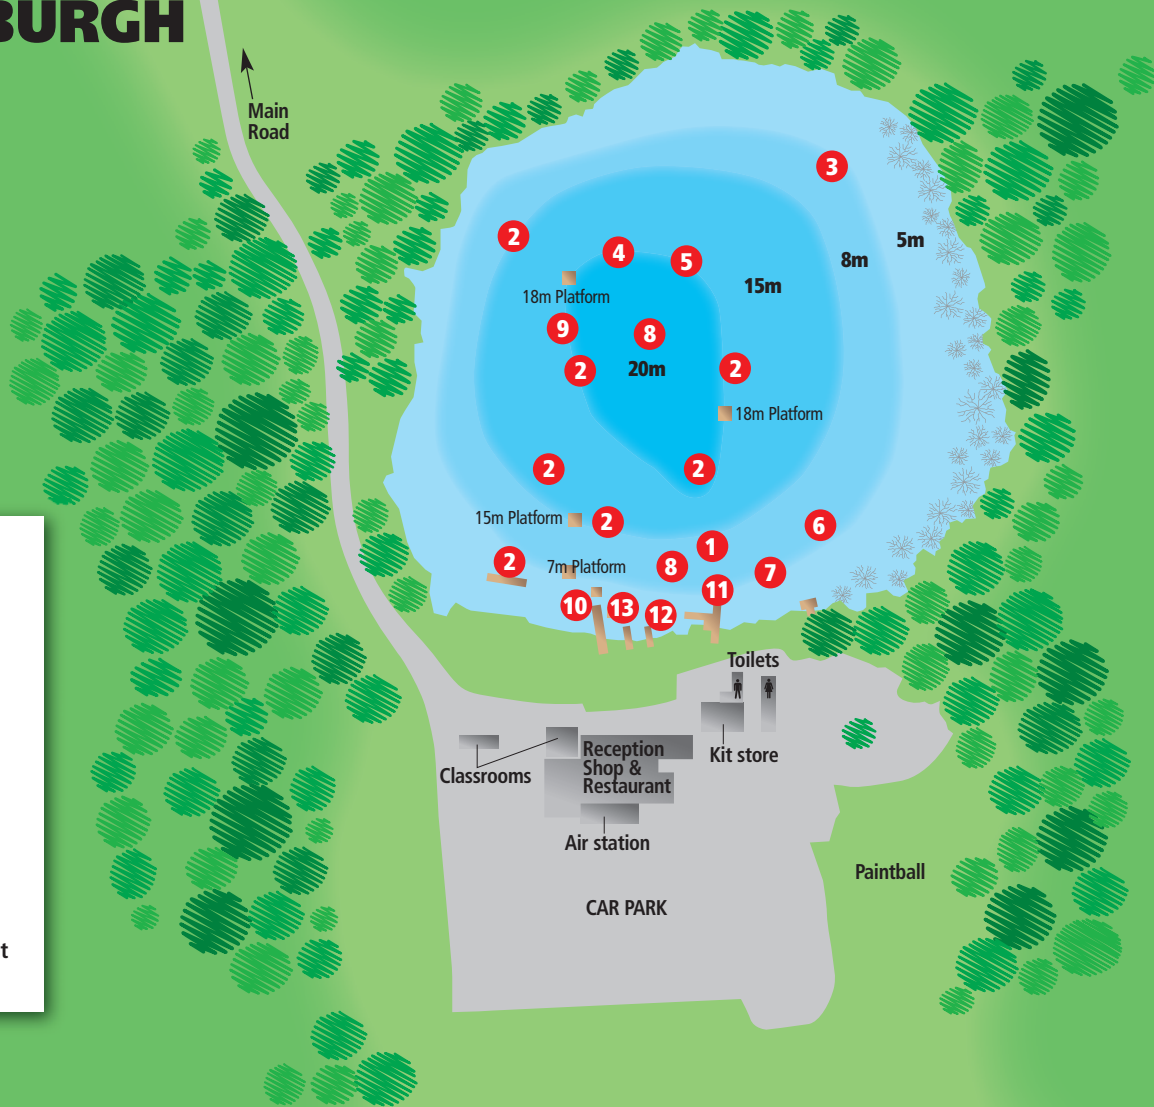 BURGH
Main
Road
3
2
4
5
5m
8m
15m
18m Platform
9
8
2
20m
2
18m Platform
2
2
15m Platform
2
6
1
2
7m Platform
8
7
11
10
13
12
Toilets
Reception
Shop &
Restaurant
Kit store
Classrooms
Air station
Paintball
CAR PARK
t